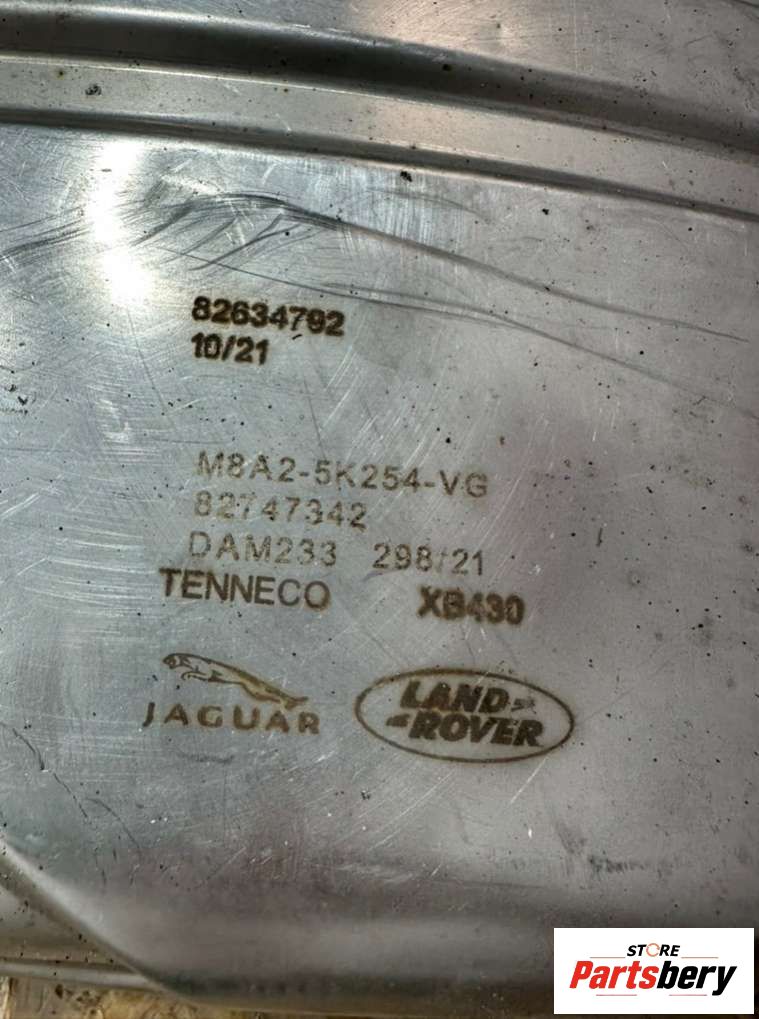 82634792
10/21
M8A2-5K254-VG
82747342
DAM233 298/21
TENNECO XB430
JAGUAR
LAND
ROVER
STORE
Partsbery